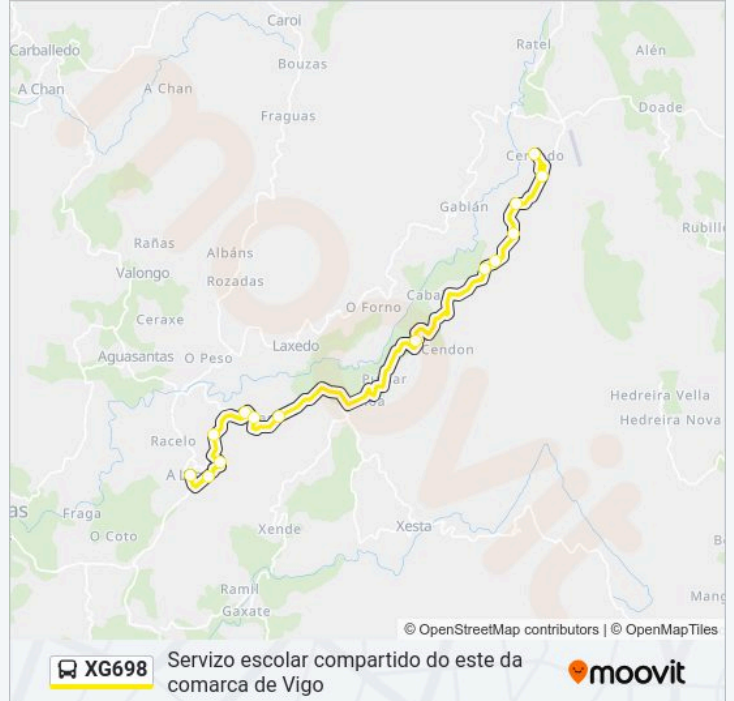 Caroi
Ratel
Carballedo
Alén
Bouzas
A Chan
A Chan
Doade
Fraguas
Gabián
Rañas
Albáns
Valongo
Rozadas
O Forno
Ceraxe
Laxedo
Aguasantas
O Peso
Cendon
Hedreira Vella
Hedreira Nova
Racelo
Fraga
O Coto
Xende
Xesta
Ramil
Gaxate
© OpenStreetMap contributors | © OpenMapTiles
XG698
Servizo escolar compartido do este da
comarca de Vigo
moovit